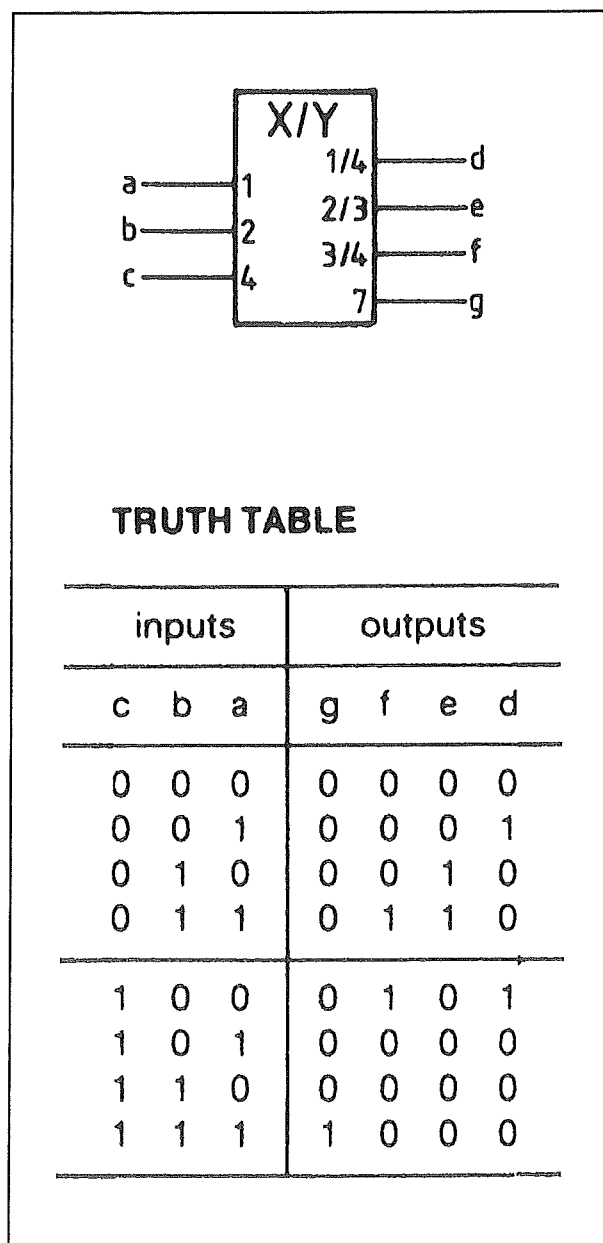 X/Y
1/4 d
a 1
2/3 e
b 2
3/4 f
c 4
7 g
TRUTH TABLE
inputs outputs
c b a g f e d
0 0 0 0 0 0 0
0 0 1 0 0 0 1
0 1 0 0 0 1 0
0 1 1 0 1 1 0
1 0 0 0 1 0 1
1 0 1 0 0 0 0
1 1 0 0 0 0 0
1 1 1 1 0 0 0